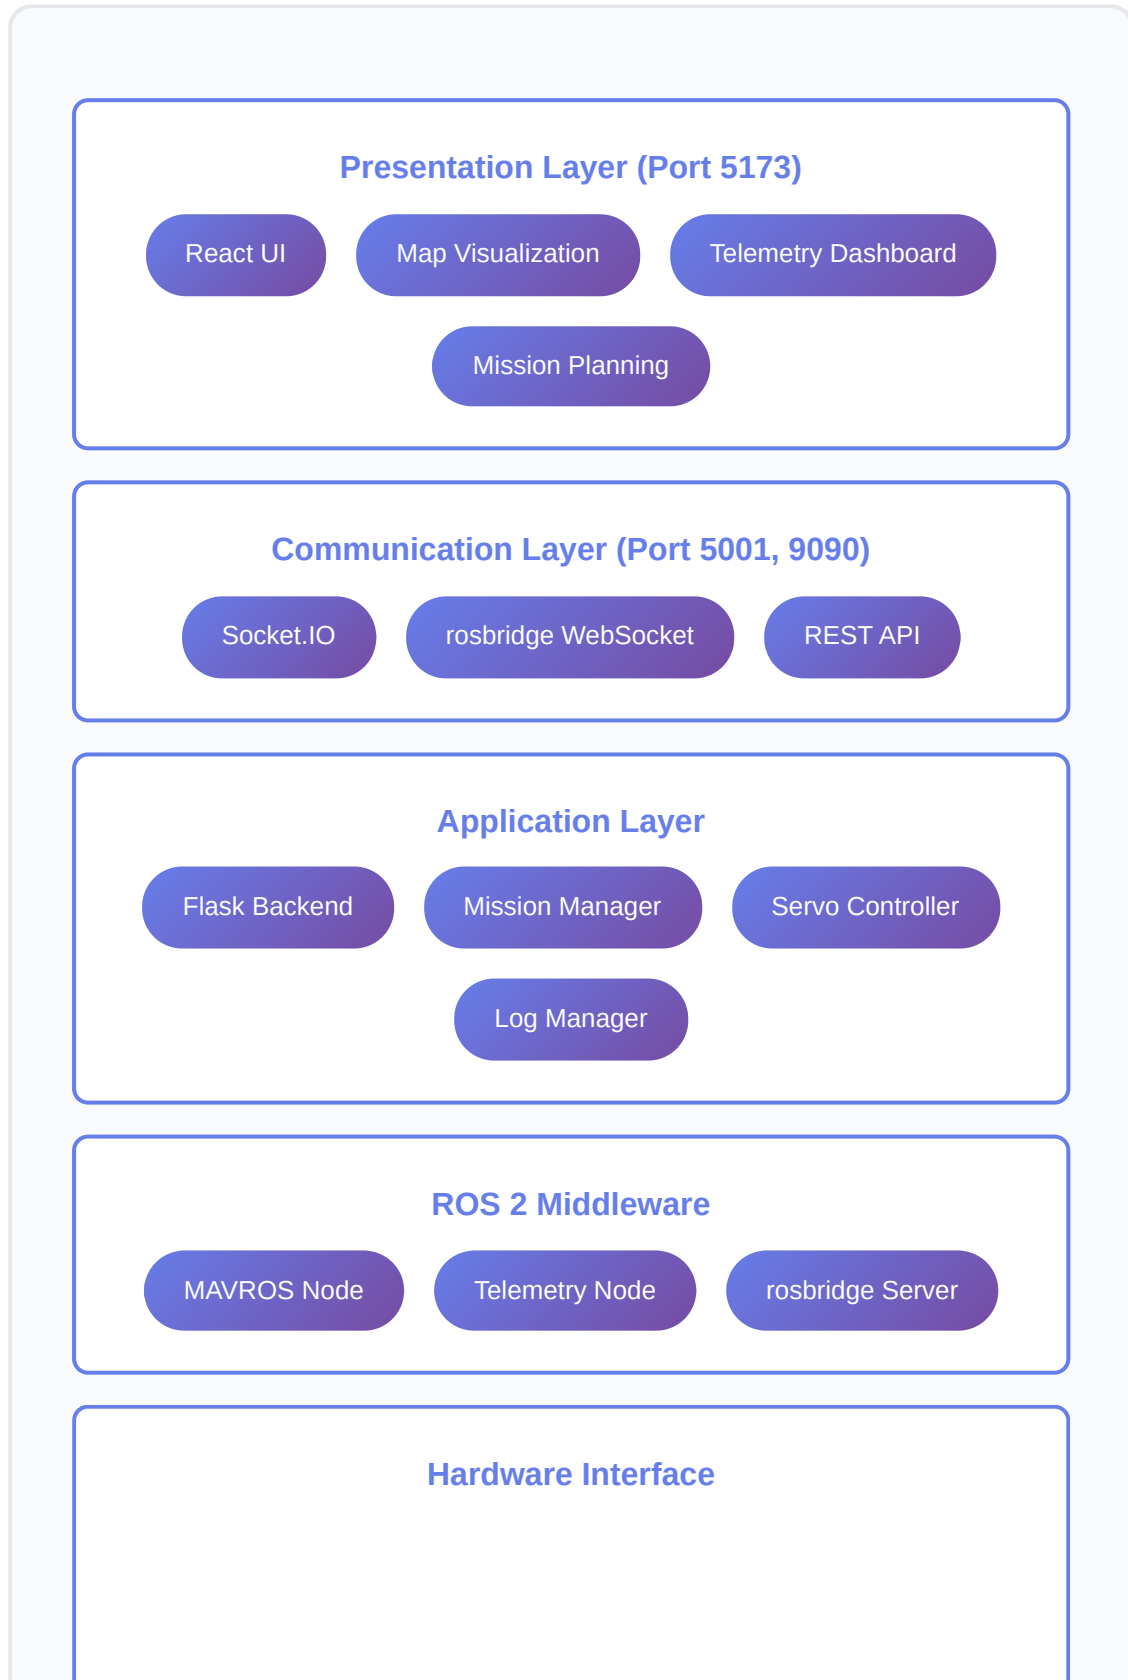 Presentation Layer (Port 5173)
React UI
Map Visualization
Telemetry Dashboard
Mission Planning
Communication Layer (Port 5001, 9090)
Socket.IO
rosbridge WebSocket
REST API
Application Layer
Flask Backend
Mission Manager
Servo Controller
Log Manager
ROS 2 Middleware
MAVROS Node
Telemetry Node
rosbridge Server
Hardware Interface